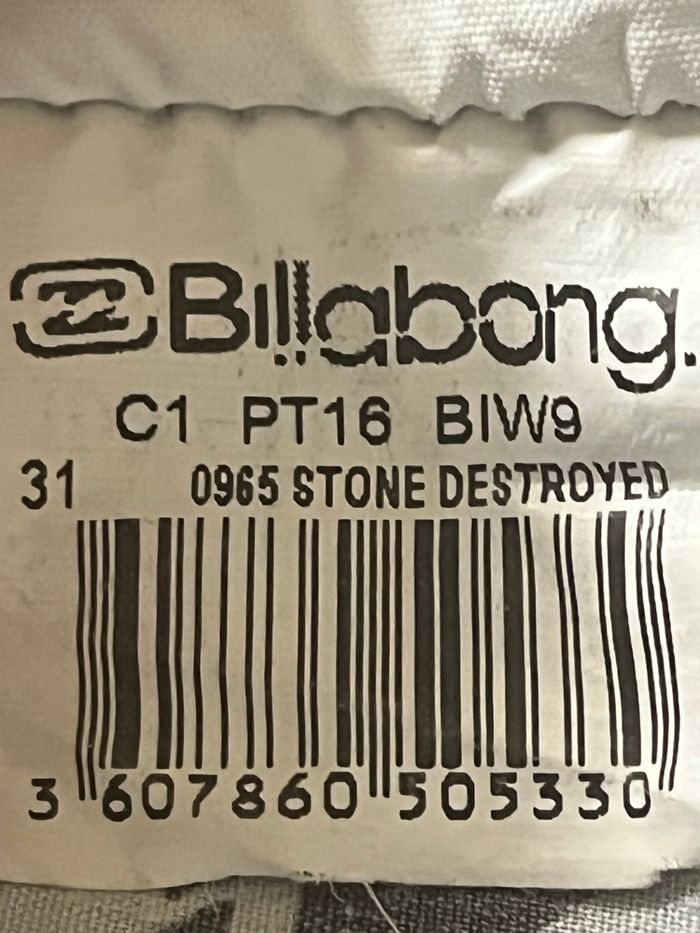 Billabong.
C1 PT16 BIW9
31 0965 STONE DESTROYED
3 607860 505330